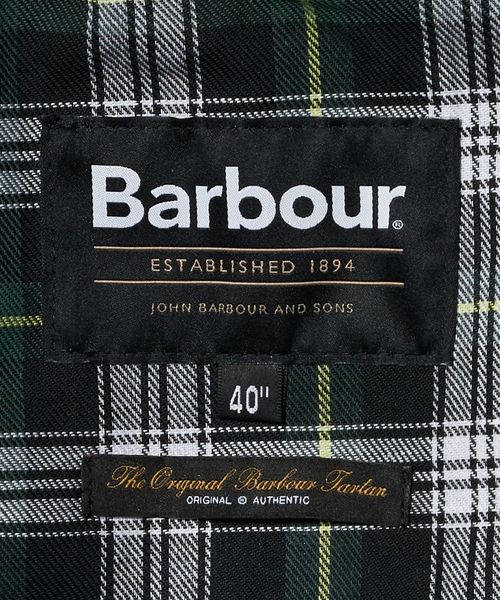 Barbour®
ESTABLISHED 1894
JOHN BARBOUR AND SONS
40"
The Original Barbour Tartan
ORIGINAL ® AUTHENTIC